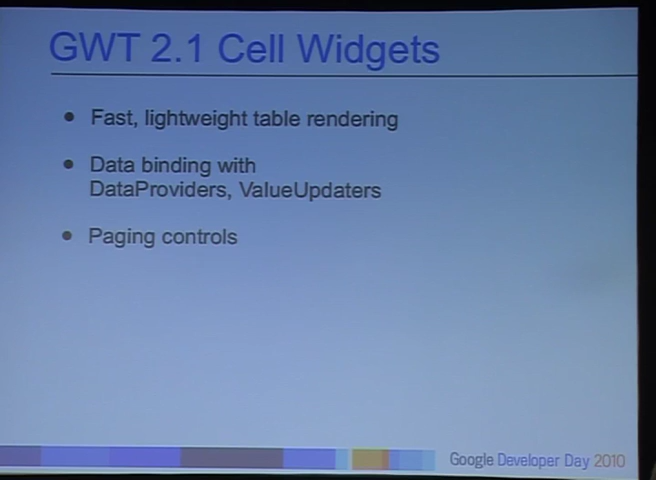 GWT 2.1 Cell Widgets
• Fast, lightweight table rendering
• Data binding with
DataProviders, ValueUpdaters
• Paging controls
Google Developer Day 2010